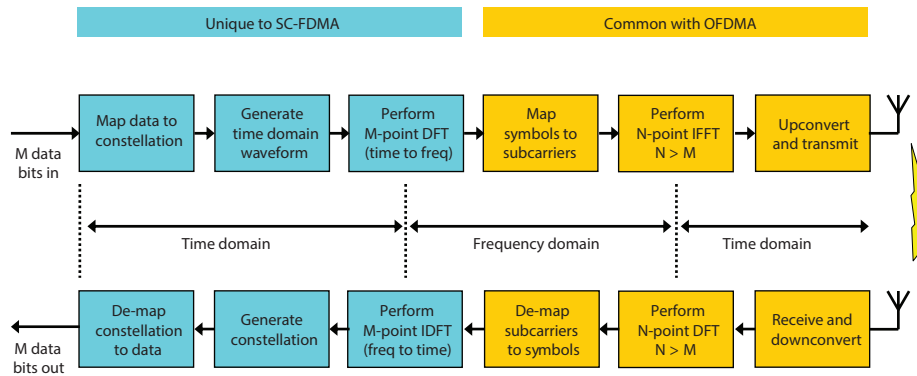 Unique to SC-FDMA
Common with OFDMA
Map data to
constellation
Generate
time domain
waveform
Perform
M-point DFT
(time to freq)
Map
symbols to
subcarriers
Perform
N-point IFFT
N > M
Upconvert
and transmit
M data
bits in
Time domain
Frequency domain
Time domain
De-map
constellation
to data
Generate
constellation
Perform
M-point IDFT
(freq to time)
De-map
subcarriers
to symbols
Perform
N-point DFT
N > M
Receive and
downconvert
M data
bits out